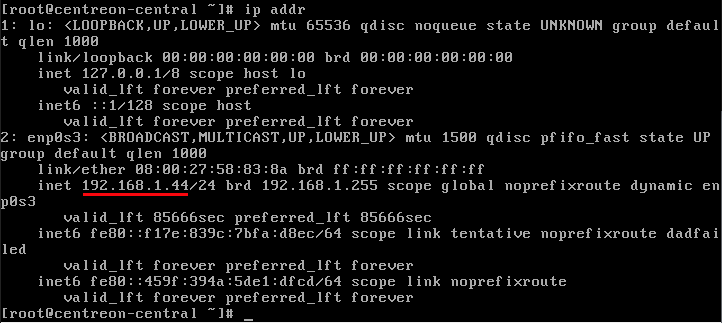 [root@centreon-central ~]# ip addr
1: lo: <LOOPBACK,UP,LOWER_UP> mtu 65536 qdisc noqueue state UNKNOWN group defaul
t qlen 1000
    link/loopback 00:00:00:00:00:00 brd 00:00:00:00:00:00
    inet 127.0.0.1/8 scope host lo
       valid_lft forever preferred_lft forever
    inet6 ::1/128 scope host
       valid_lft forever preferred_lft forever
2: enp0s3: <BROADCAST,MULTICAST,UP,LOWER_UP> mtu 1500 qdisc pfifo_fast state UP
group default qlen 1000
    link/ether 08:00:27:58:83:8a brd ff:ff:ff:ff:ff:ff
    inet 192.168.1.44/24 brd 192.168.1.255 scope global noprefixroute dynamic en
p0s3
       valid_lft 85666sec preferred_lft 85666sec
    inet6 fe80::f17e:839c:7bfa:d8ec/64 scope link tentative noprefixroute dadfai
led
       valid_lft forever preferred_lft forever
    inet6 fe80::459f:394a:5de1:dfcd/64 scope link noprefixroute
       valid_lft forever preferred_lft forever
[root@centreon-central ~]# _